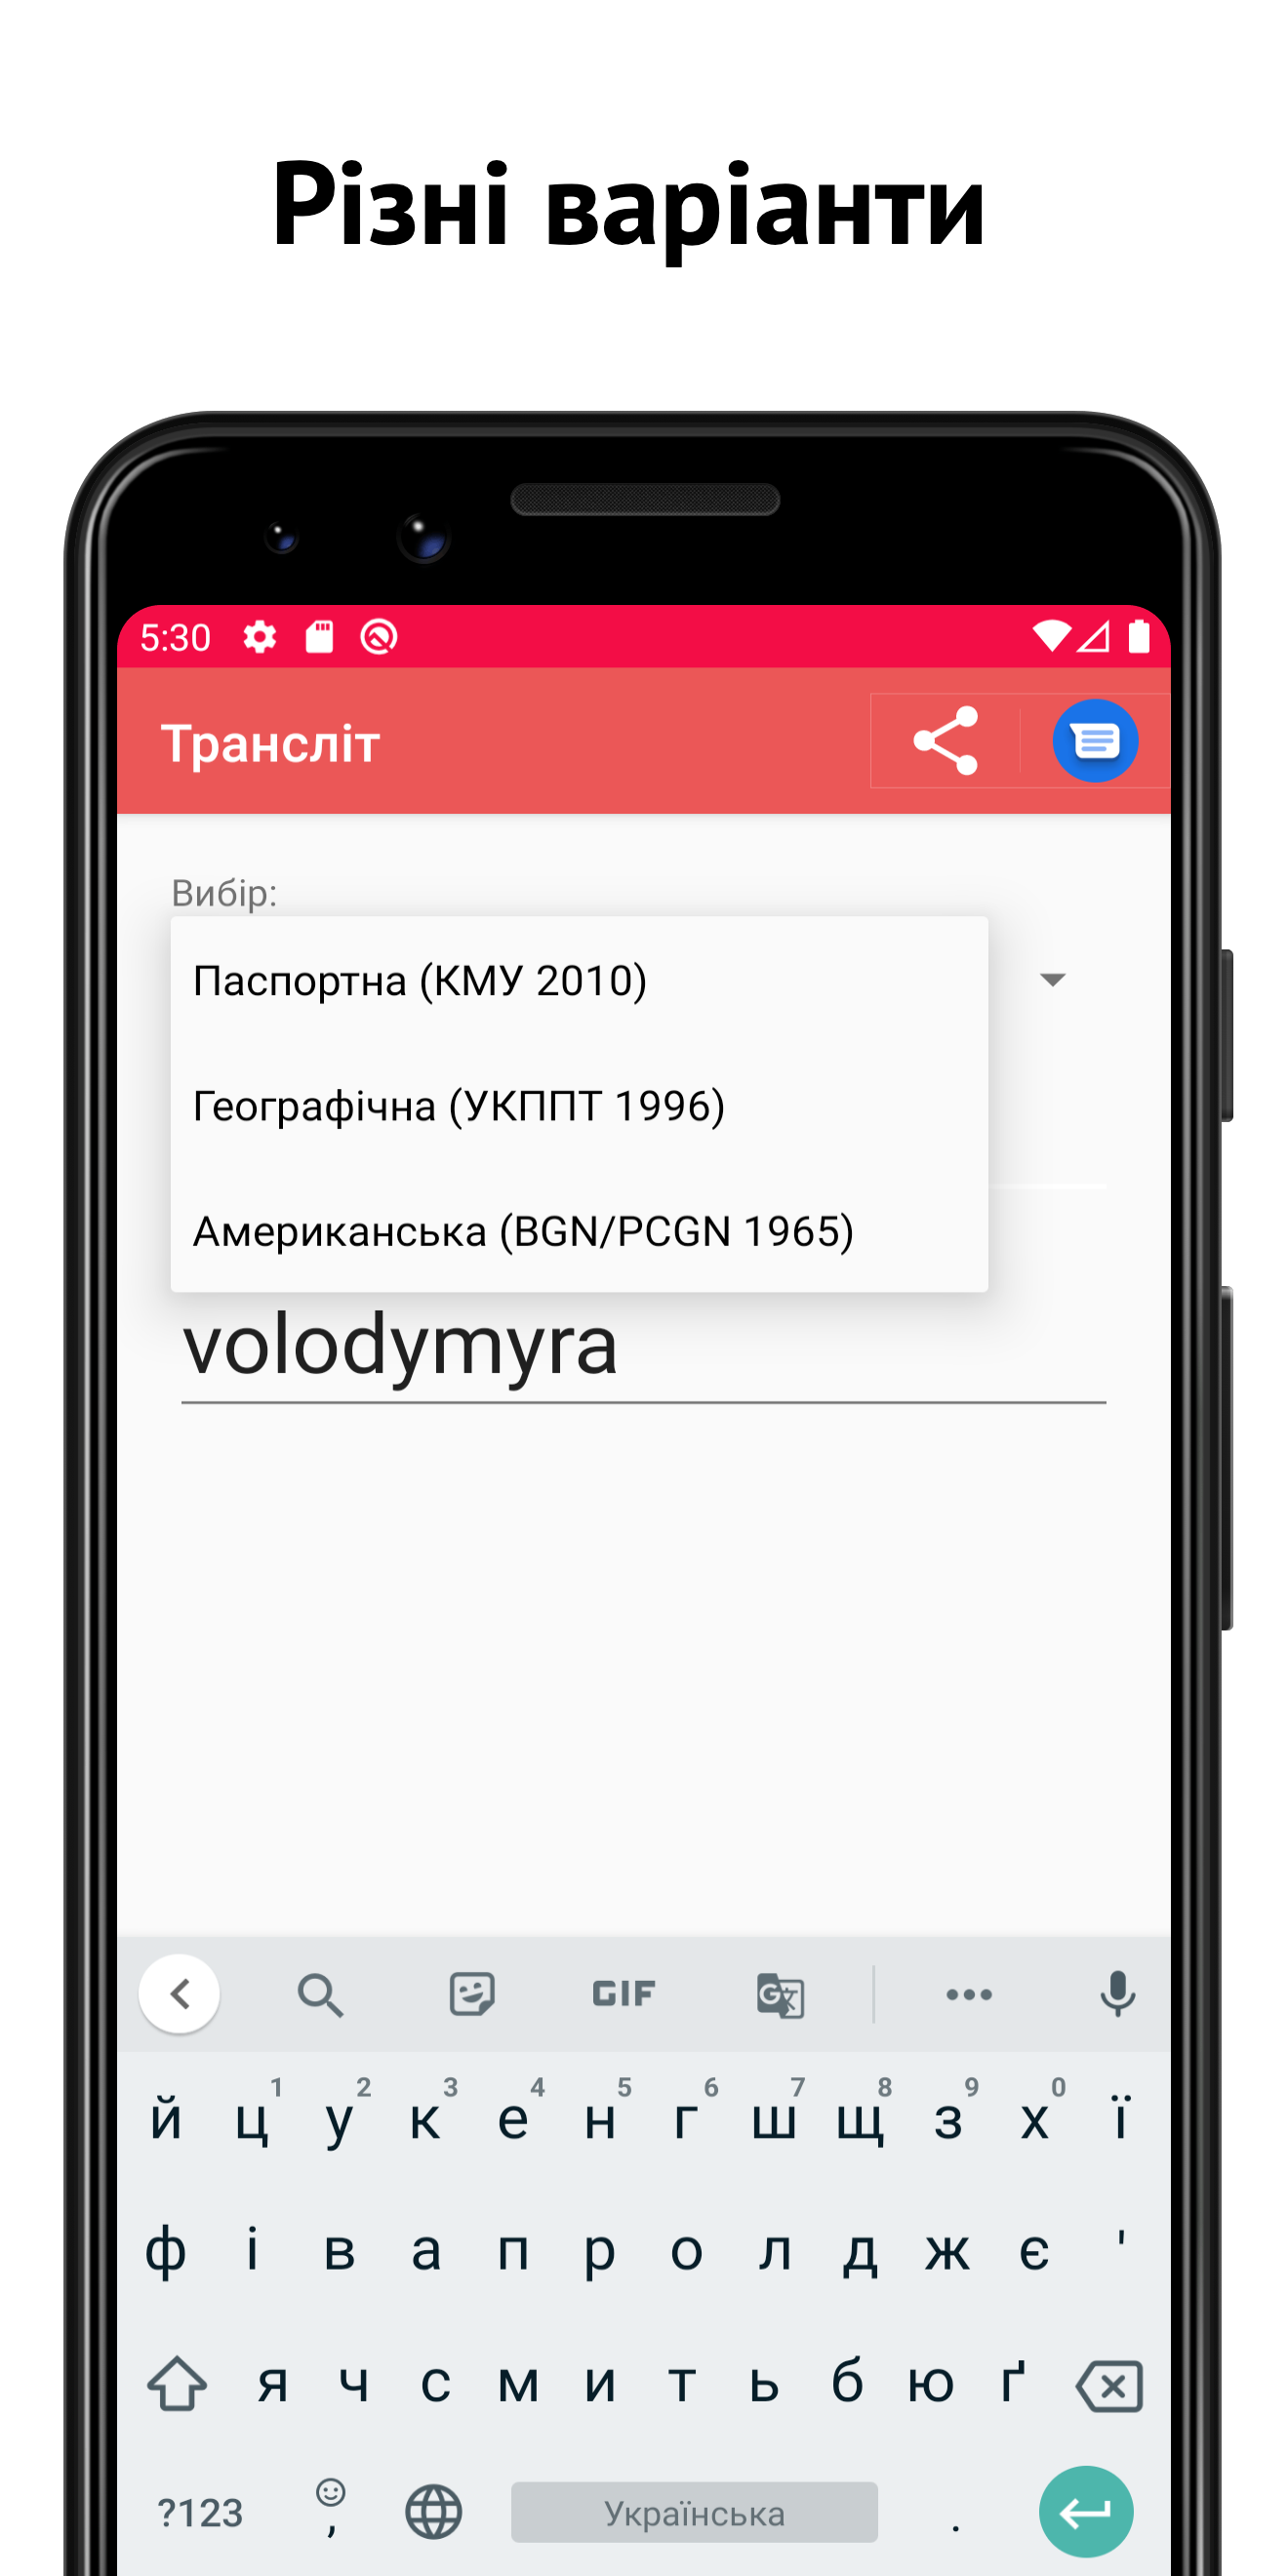 Різні варіанти
5:30
Трансліт
Вибір:
Паспортна (КМУ 2010)
Географічна (УКППТ 1996)
Американська (BGN/PCGN 1965)
volodymyra
GIF
G
1 2 3 4 5 6 7 8 9 0
й ц у к е н г ш щ з х ї
ф і в а п р о л д ж є '
я ч с м и т ь б ю ґ
?123 , Українська .